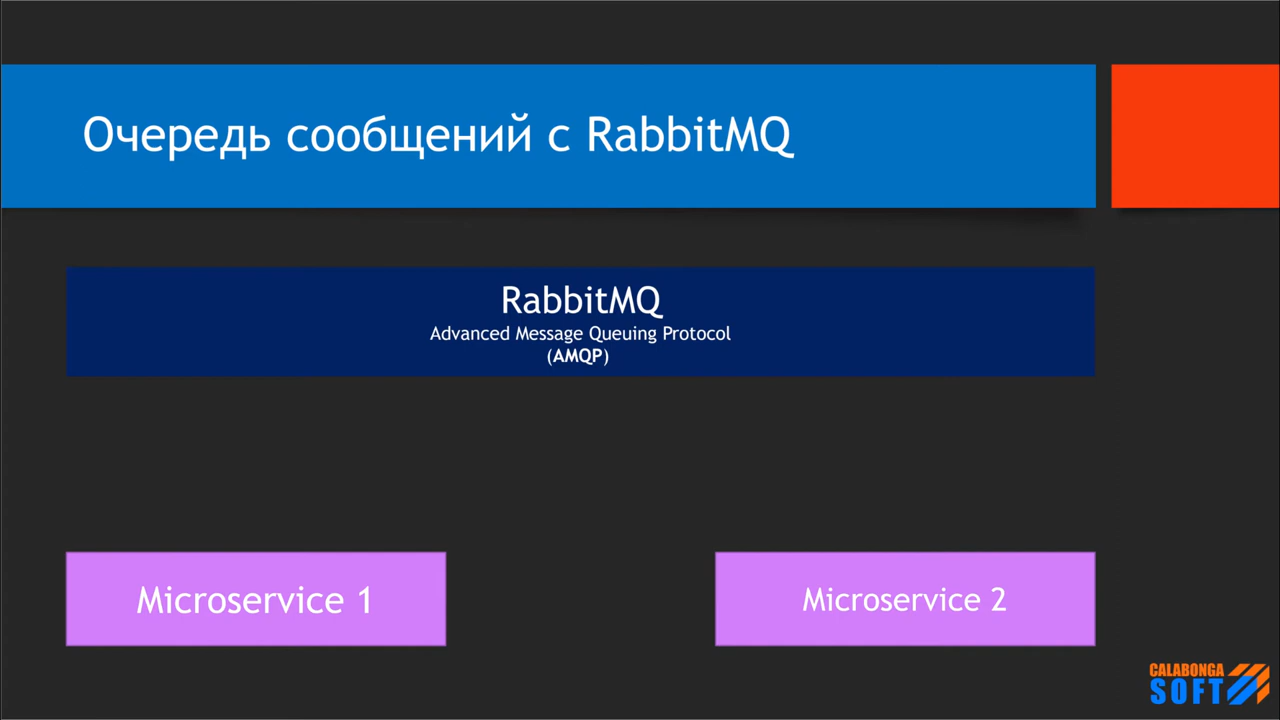 Очередь сообщений с RabbitMQ
RabbitMQ
Advanced Message Queuing Protocol
(AMQP)
Microservice 1
Microservice 2
CALABONGA
SOFT